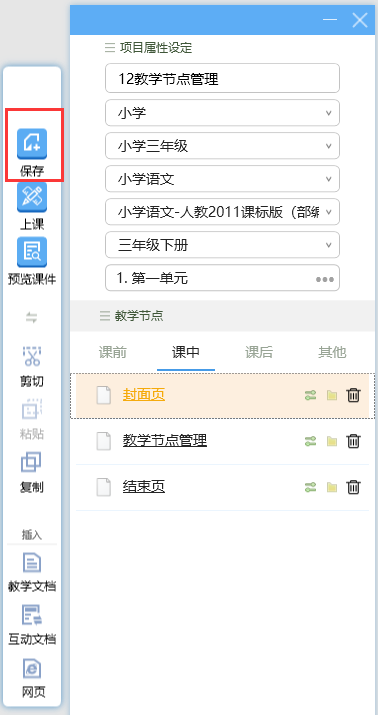 保存
上课
预览课件
剪切
粘贴
复制
插入
教学文档
互动文档
网页
项目属性设定
12教学节点管理
小学
小学三年级
小学语文
小学语文-人教2011课标版（部编
三年级下册
1. 第一单元
教学节点
课前 课中 课后 其他
封面页
教学节点管理
结束页